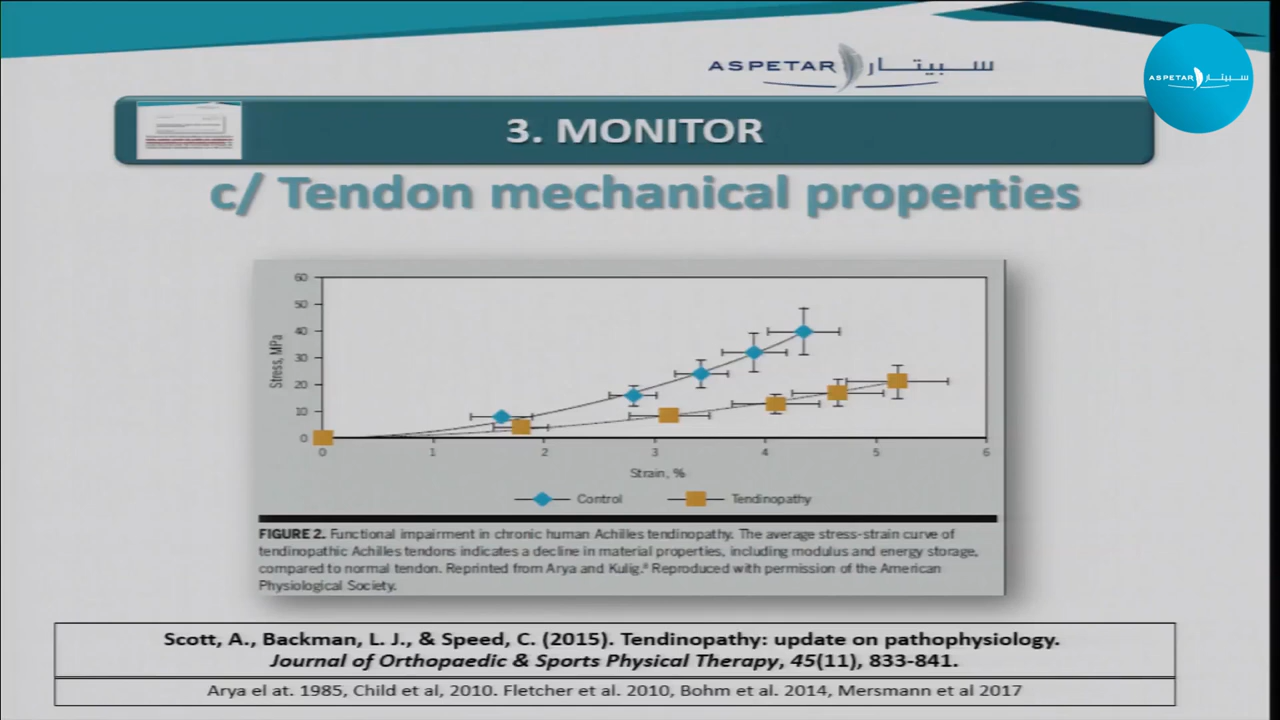 ASPETAR سبيتار
ASPETAR سبيتار
3. MONITOR
c/ Tendon mechanical properties
60
50
40
30
20
10
0
Stress, MPa
0 1 2 3 4 5 6
Strain, %
Control Tendinopathy
FIGURE 2. Functional impairment in chronic human Achilles tendinopathy. The average stress-strain curve of
tendinopathic Achilles tendons indicates a decline in material properties, including modulus and energy storage,
compared to normal tendon. Reprinted from Arya and Kulig.⁸ Reproduced with permission of the American
Physiological Society.
Scott, A., Backman, L. J., & Speed, C. (2015). Tendinopathy: update on pathophysiology.
Journal of Orthopaedic & Sports Physical Therapy, 45(11), 833-841.
Arya el at. 1985, Child et al, 2010. Fletcher et al. 2010, Bohm et al. 2014, Mersmann et al 2017